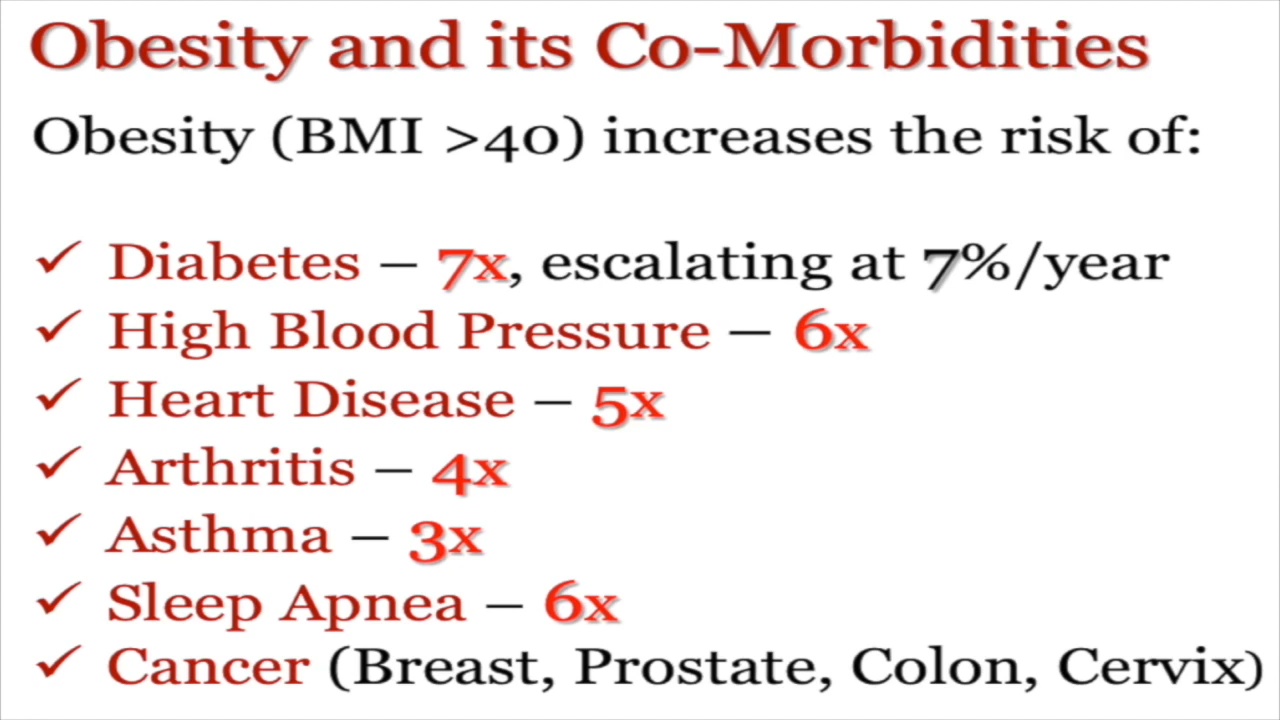 Obesity and its Co-Morbidities
Obesity (BMI >40) increases the risk of:
✓ Diabetes – 7x, escalating at 7%/year
✓ High Blood Pressure – 6x
✓ Heart Disease – 5x
✓ Arthritis – 4x
✓ Asthma – 3x
✓ Sleep Apnea – 6x
✓ Cancer (Breast, Prostate, Colon, Cervix)